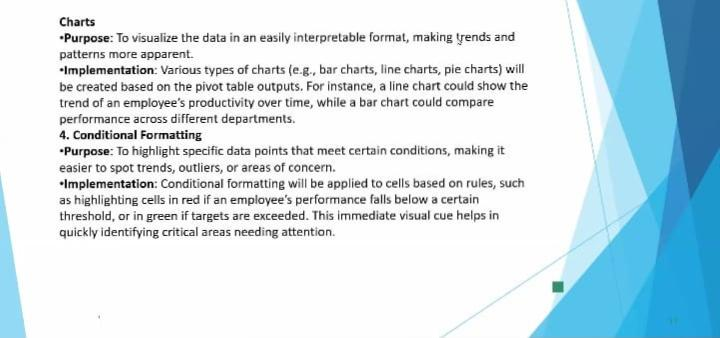 Charts
•Purpose: To visualize the data in an easily interpretable format, making trends and
patterns more apparent.
•Implementation: Various types of charts (e.g., bar charts, line charts, pie charts) will
be created based on the pivot table outputs. For instance, a line chart could show the
trend of an employee's productivity over time, while a bar chart could compare
performance across different departments.
4. Conditional Formatting
•Purpose: To highlight specific data points that meet certain conditions, making it
easier to spot trends, outliers, or areas of concern.
•Implementation: Conditional formatting will be applied to cells based on rules, such
as highlighting cells in red if an employee's performance falls below a certain
threshold, or in green if targets are exceeded. This immediate visual cue helps in
quickly identifying critical areas needing attention.